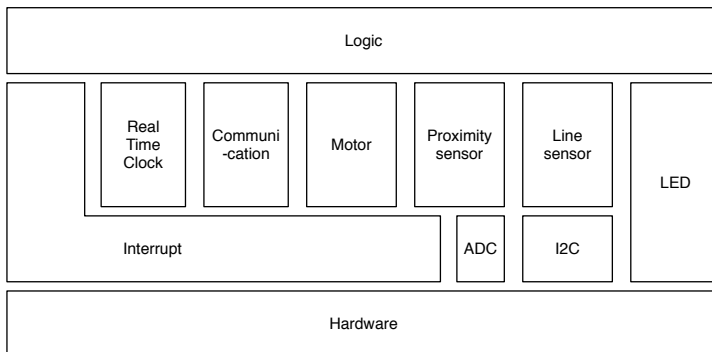 Logic
Real
Time
Clock
Communi
-cation
Motor
Proximity
sensor
Line
sensor
LED
Interrupt
ADC
I2C
Hardware